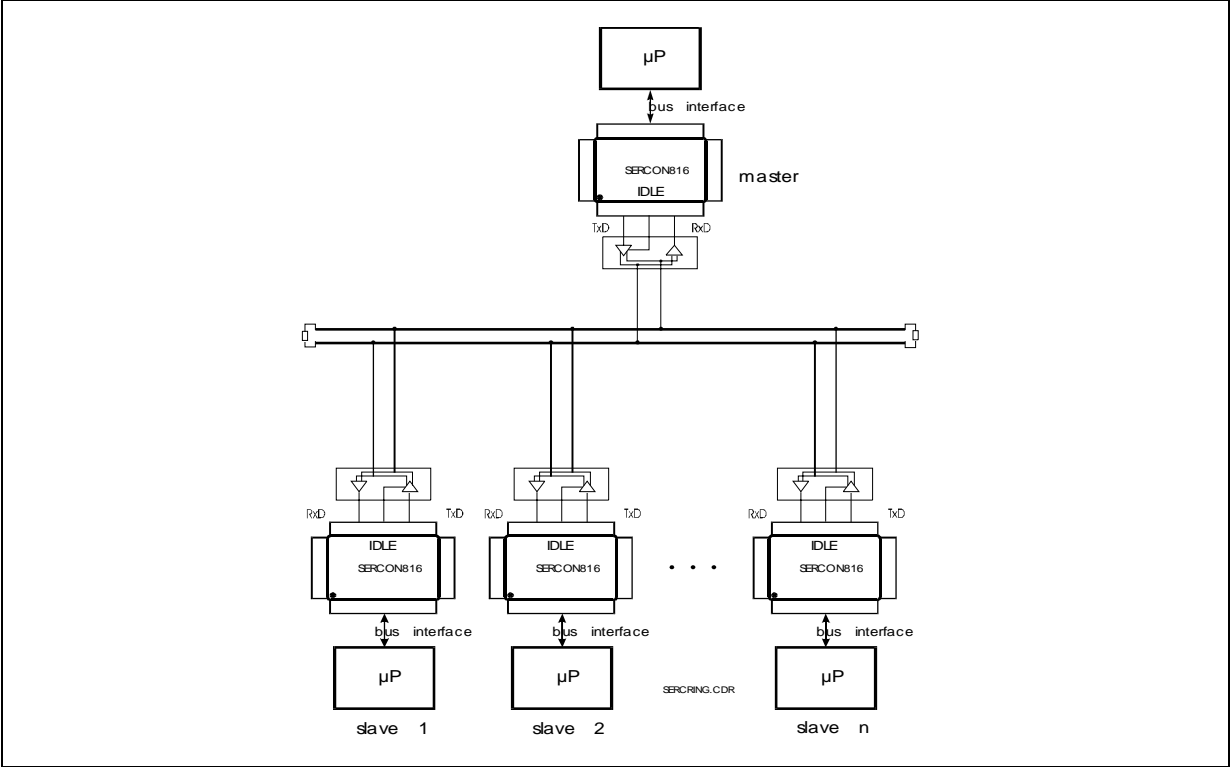 µP
bus interface
SERCON816
IDLE
master
TxD RxD
RxD TxD RxD TxD RxD TxD
IDLE IDLE IDLE
SERCON816 SERCON816 . . . SERCON816
bus interface bus interface bus interface
µP µP µP
SERCRING.CDR
slave 1 slave 2 slave n